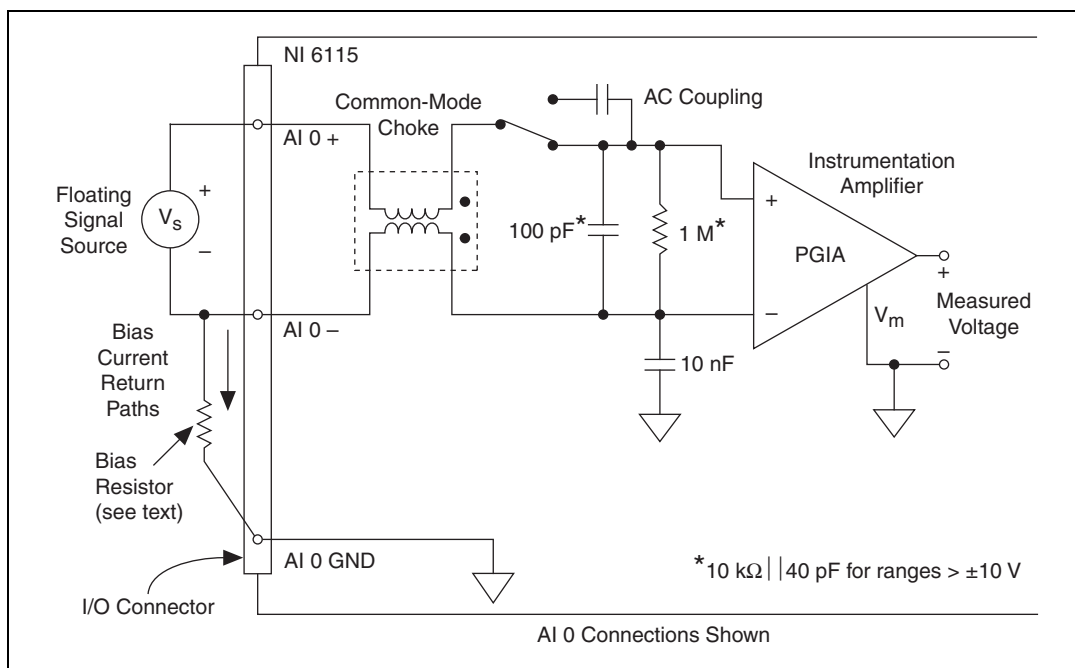 NI 6115
Common-Mode
Choke
AC Coupling
AI 0 +
Instrumentation
Amplifier
Floating
Signal
Source
+
Vs
–
100 pF*
1 M*
+
PGIA
–
+
Measured
Voltage
–
Vm
AI 0 –
10 nF
Bias
Current
Return
Paths
Bias
Resistor
(see text)
AI 0 GND
I/O Connector
*10 kΩ||40 pF for ranges > ±10 V
AI 0 Connections Shown